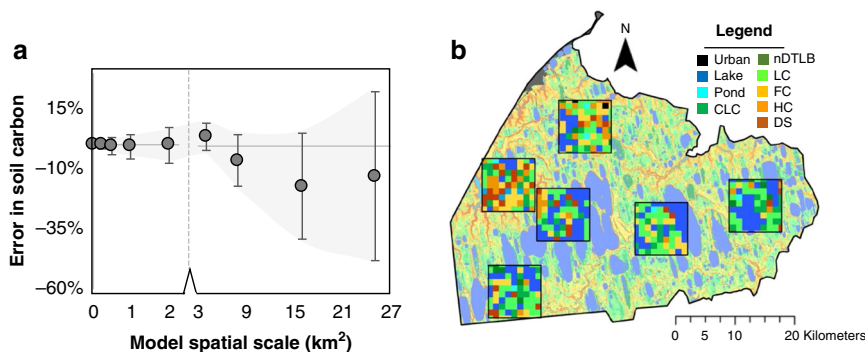 a
Error in soil carbon
15%
−10%
−35%
−60%
0 1 2 3 9 15 21 27
Model spatial scale (km2)
b
N
Legend
Urban
Lake
Pond
CLC
nDTLB
LC
FC
HC
DS
0 5 10 20 Kilometers